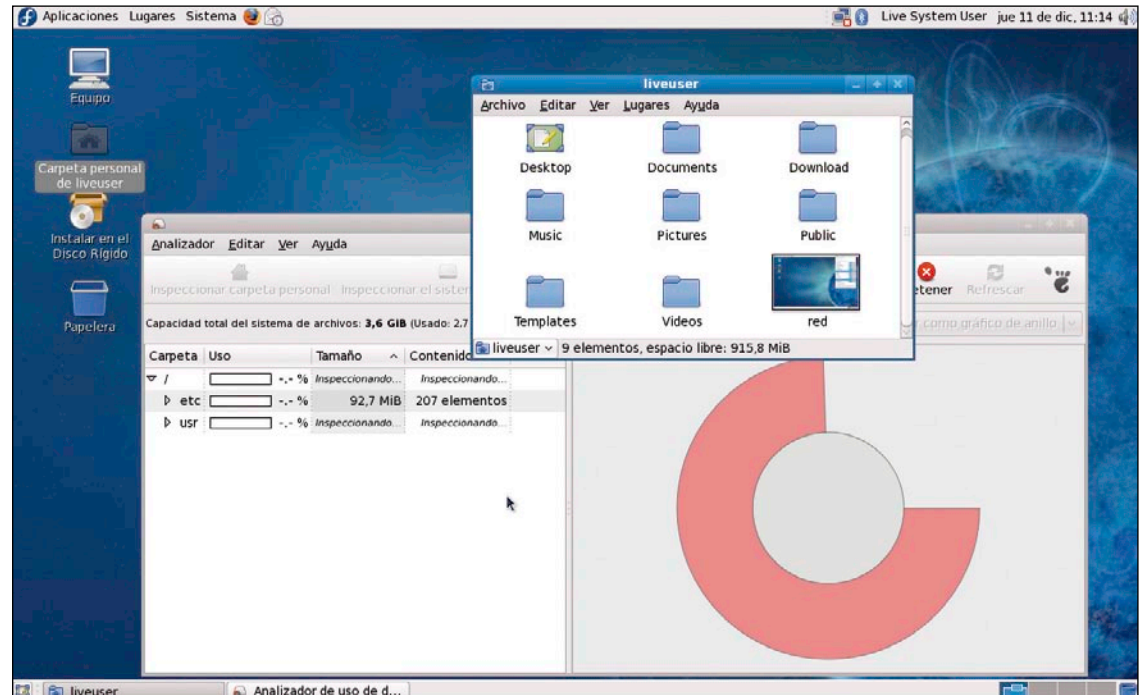 Aplicaciones Lugares Sistema
Live System User jue 11 de dic, 11:14
Equipo
Carpeta personal
de liveuser
Instalar en el
Disco Rígido
Papelera
liveuser
Archivo Editar Ver Lugares Ayuda
Desktop Documents Download
Music Pictures Public
Templates Videos red
liveuser 9 elementos, espacio libre: 915,8 MiB
Analizador Editar Ver Ayuda
Inspeccionar carpeta personal Inspeccionar el sister
etener Refrescar
Capacidad total del sistema de archivos: 3,6 GiB (Usado: 2.7
r como gráfico de anillo
Carpeta Uso Tamaño Contenido
/ -.- % Inspeccionando... Inspeccionando...
etc -.- % 92,7 MiB 207 elementos
usr -.- % Inspeccionando... Inspeccionando...
liveuser
Analizador de uso de d...